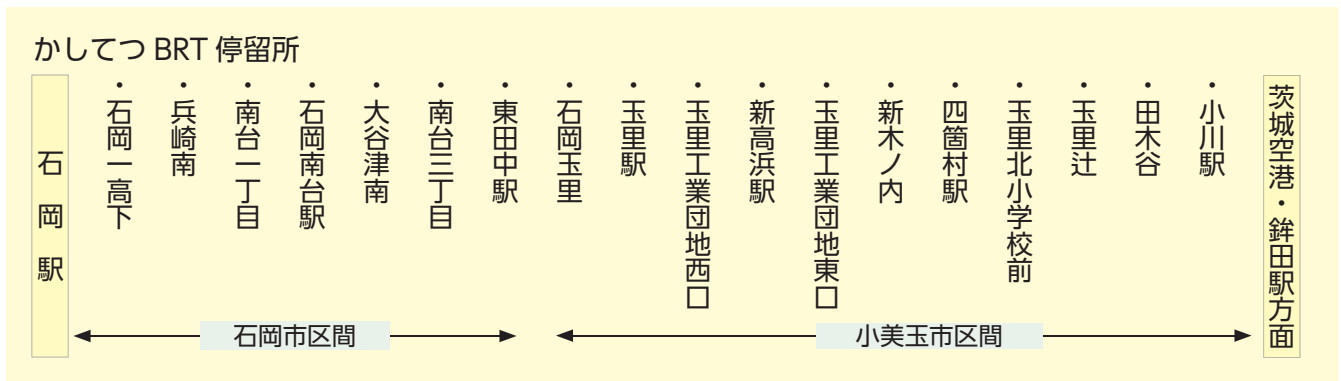 かしてつ BRT 停留所
石岡駅
・石岡一高下
・兵崎南
・南台一丁目
・石岡南台駅
・大谷津南
・南台三丁目
・東田中駅
・石岡玉里
・玉里駅
・玉里工業団地西口
・新高浜駅
・玉里工業団地東口
・新木ノ内
・四箇村駅
・玉里北小学校前
・玉里辻
・田木谷
・小川駅
茨城空港・鉾田駅方面
石岡市区間
小美玉市区間